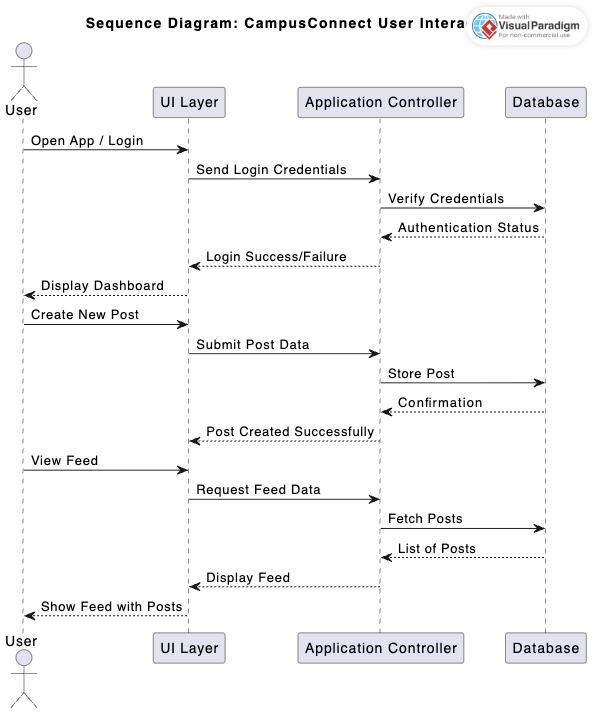 Sequence Diagram: CampusConnect User Intera
Made with
VisualParadigm
For non-commercial use
User
UI Layer
Application Controller
Database
Open App / Login
Send Login Credentials
Verify Credentials
Authentication Status
Login Success/Failure
Display Dashboard
Create New Post
Submit Post Data
Store Post
Confirmation
Post Created Successfully
View Feed
Request Feed Data
Fetch Posts
List of Posts
Display Feed
Show Feed with Posts
User
UI Layer
Application Controller
Database